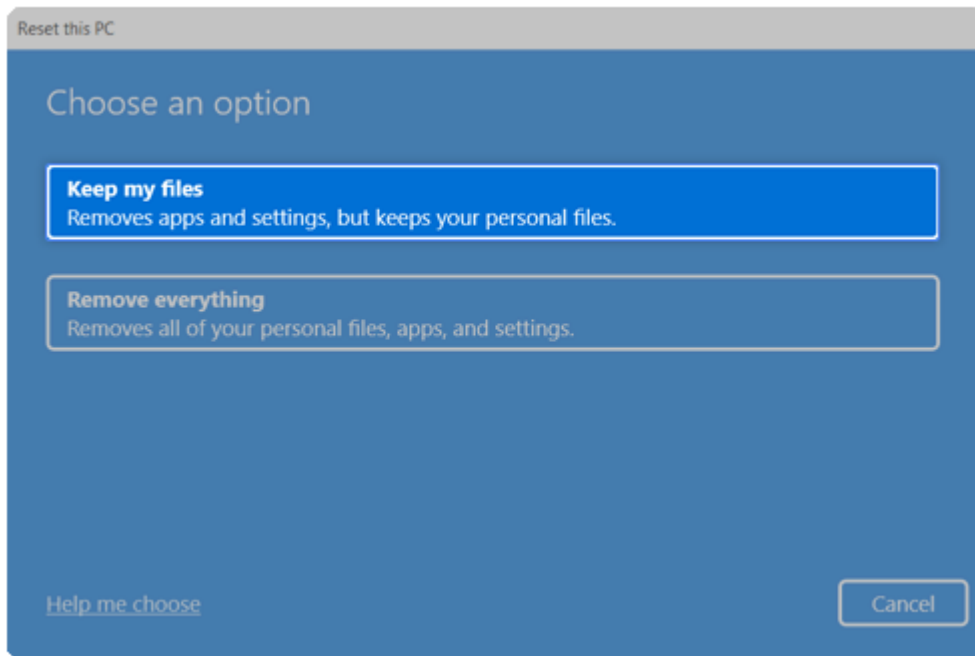 Reset this PC
Choose an option
Keep my files
Removes apps and settings, but keeps your personal files.
Remove everything
Removes all of your personal files, apps, and settings.
Help me choose
Cancel